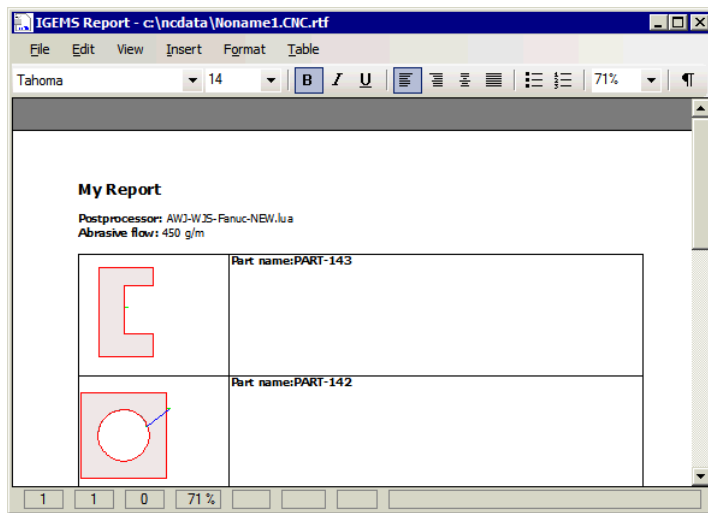 IGEMS Report - c:\ncdata\Noname1.CNC.rtf
File Edit View Insert Format Table
Tahoma 14 B I U 71% ¶
My Report
Postprocessor: AWJ-WJS-Fanuc-NEW.lua
Abrasive flow: 450 g/m
Part name:PART-143
Part name:PART-142
1 1 0 71 %